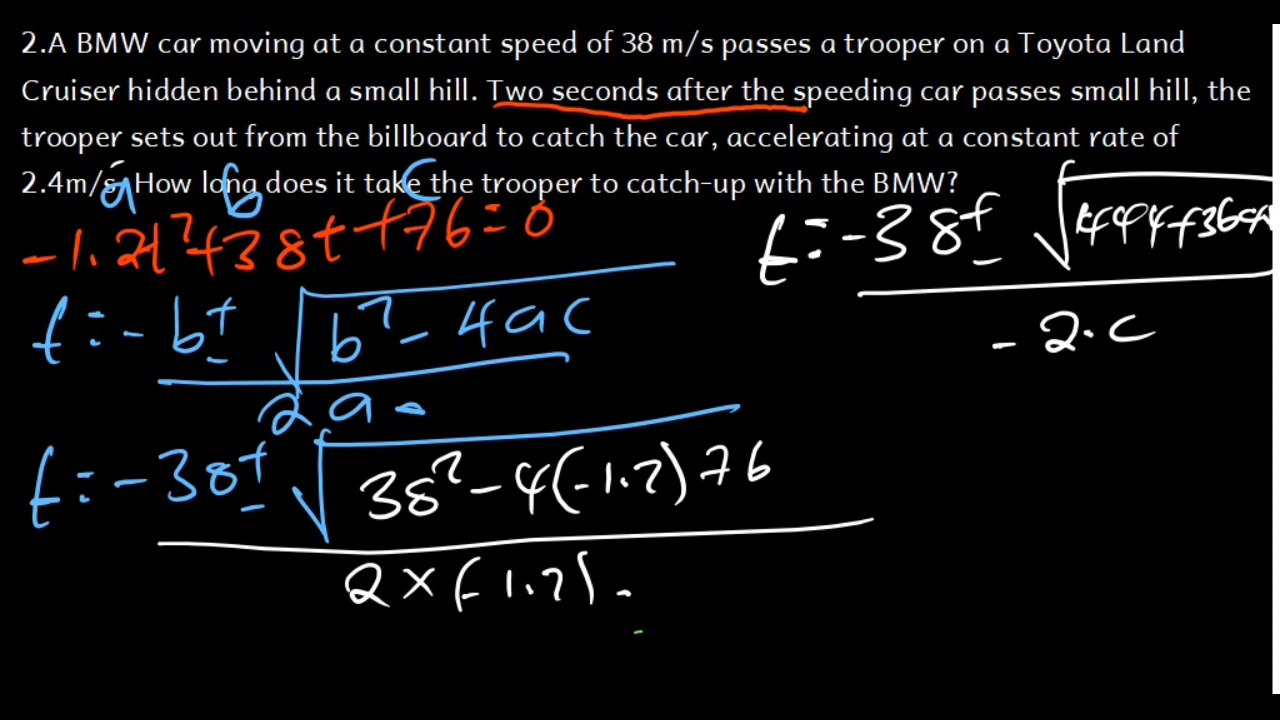 2.A BMW car moving at a constant speed of 38 m/s passes a trooper on a Toyota Land
Cruiser hidden behind a small hill. Two seconds after the speeding car passes small hill, the
trooper sets out from the billboard to catch the car, accelerating at a constant rate of
2.4m/s. How long does it take the trooper to catch-up with the BMW?
a b c
-1.2t²+38t+76=0
t=-b± √b²-4ac
2a
t=-38± √38²-4(-1.2)76
2×(-1.2).
t=-38±
-2.